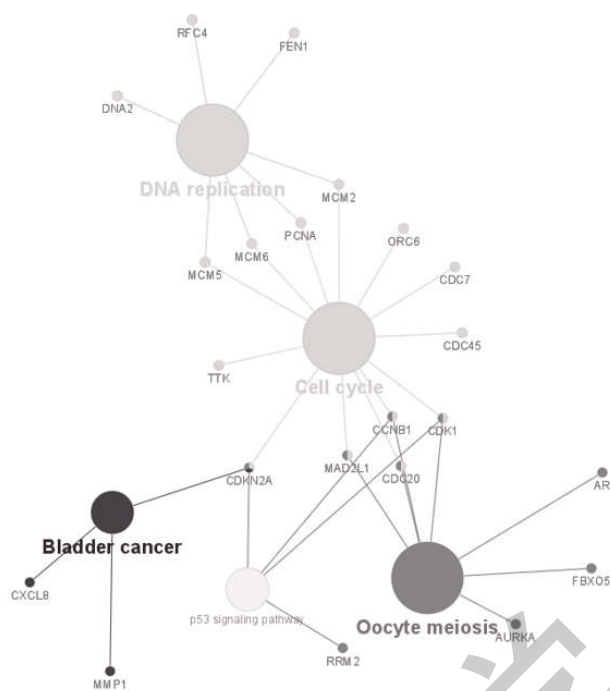 RFC4
FEN1
DNA2
DNA replication
MCM2
PCNA
ORC6
MCM6
MCM5
CDC7
CDC45
TTK
Cell cycle
CCNB1
CDK1
MAD2L1
CDC20
CDKN2A
AR
Bladder cancer
CXCL8
FBXO5
p53 signaling pathway
Oocyte meiosis
AURKA
RRM2
MMP1